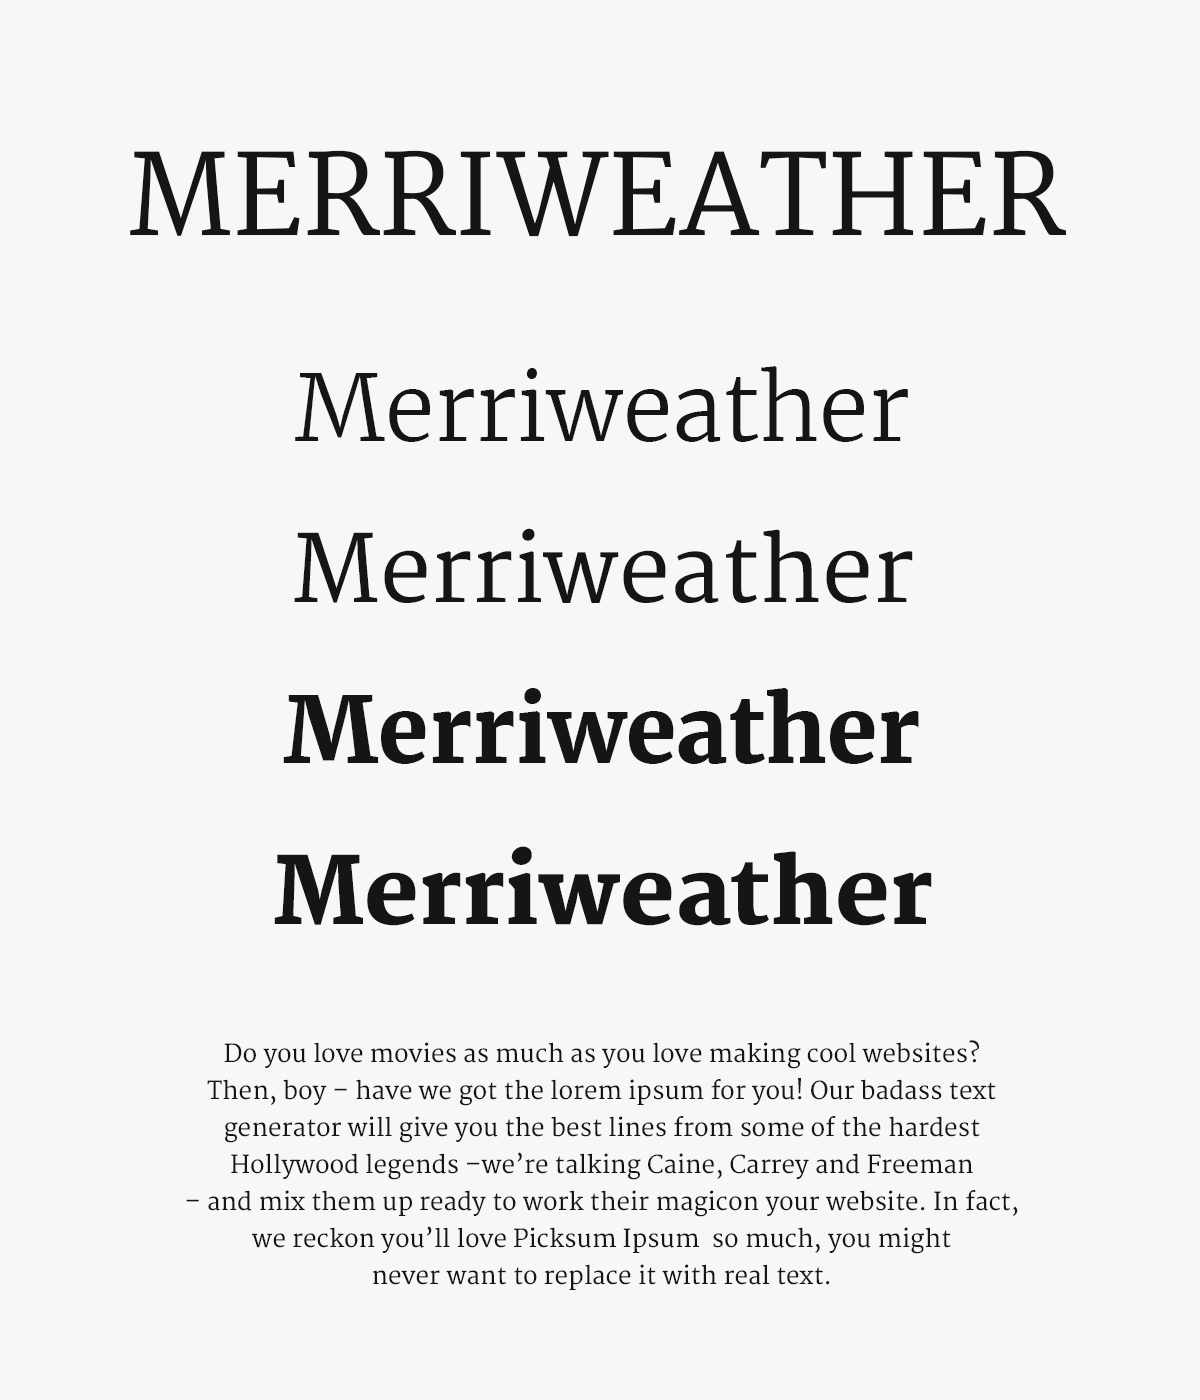 MERRIWEATHER
Merriweather
Merriweather
Merriweather
Merriweather
Do you love movies as much as you love making cool websites?
Then, boy – have we got the lorem ipsum for you! Our badass text
generator will give you the best lines from some of the hardest
Hollywood legends –we’re talking Caine, Carrey and Freeman
– and mix them up ready to work their magicon your website. In fact,
we reckon you’ll love Picksum Ipsum  so much, you might
never want to replace it with real text.